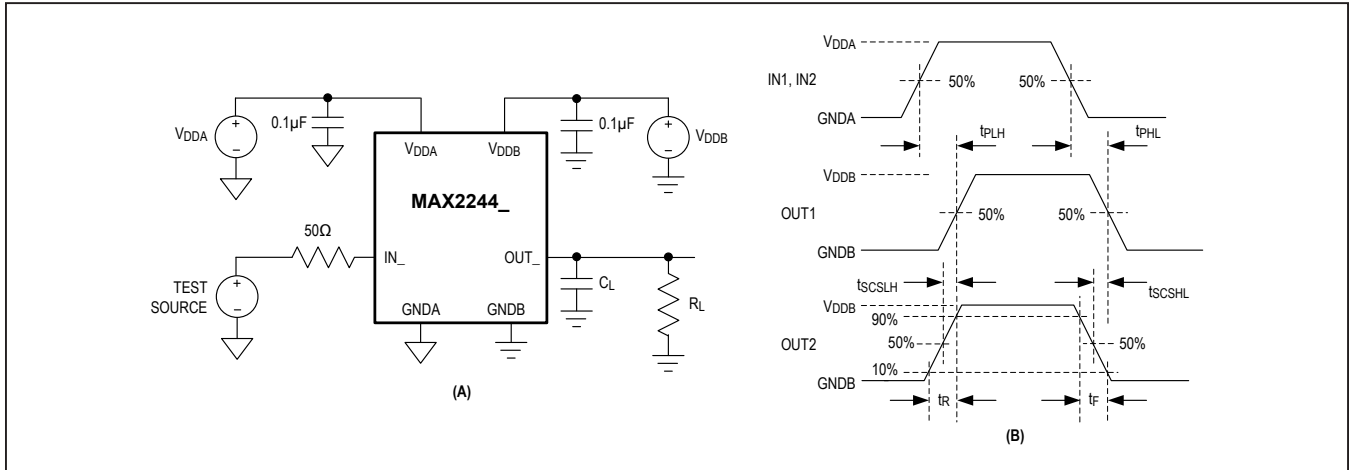 VDDA
0.1µF
0.1µF
VDDB
VDDA VDDB
MAX2244_
50Ω
IN_
OUT_
TEST
SOURCE
CL
RL
GNDA GNDB
(A)
VDDA
IN1, IN2
50% 50%
GNDA
tPLH tPHL
VDDB
OUT1
50% 50%
GNDB
tSCSLH tSCSHL
VDDB
90%
OUT2
50% 50%
10%
GNDB
tR tF
(B)